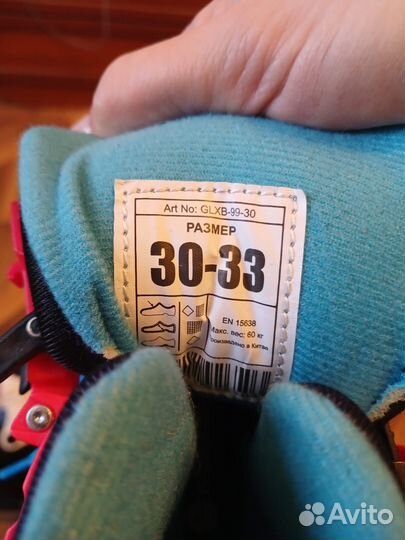 Art No: GLXB-99-30
РАЗМЕР
30-33
EN 15638
Макс. вес: 60 кг
Произведено в Китае
Avito